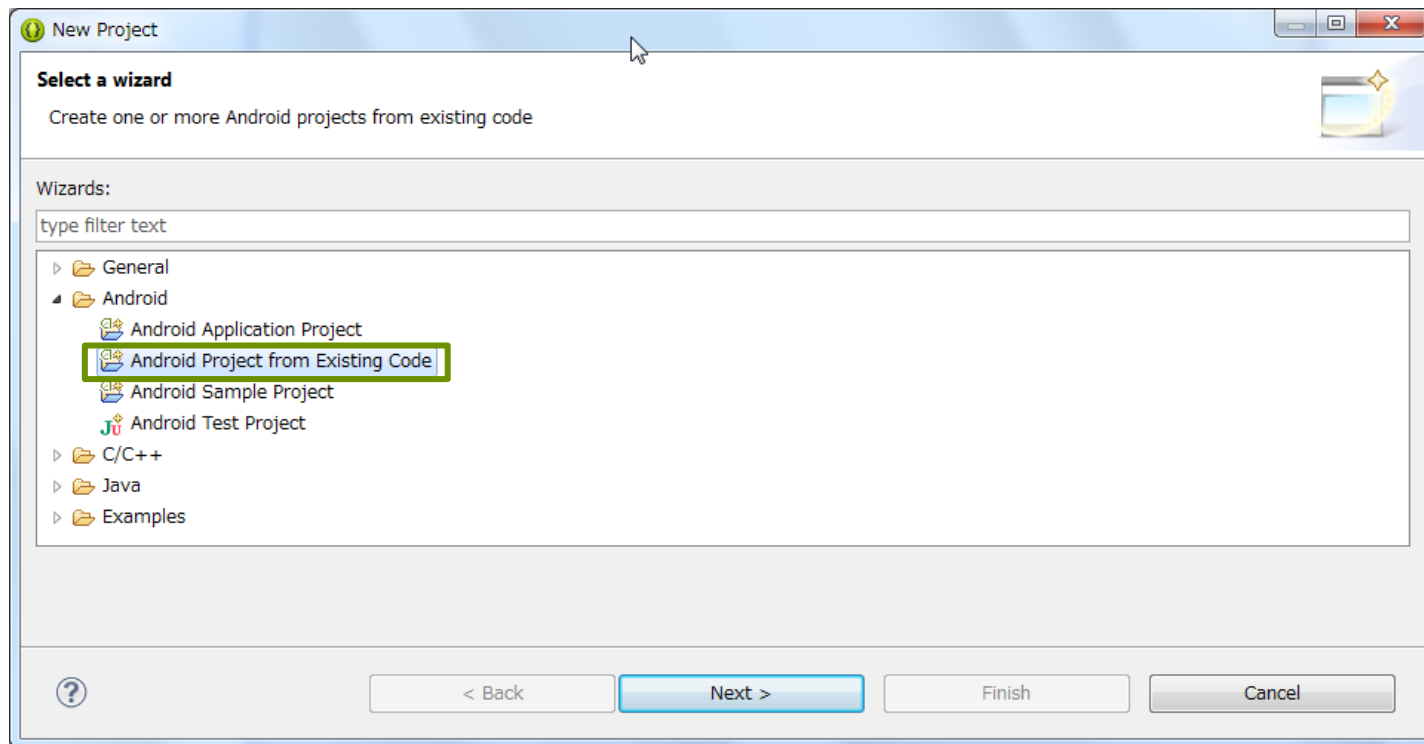 New Project
Select a wizard
Create one or more Android projects from existing code
Wizards:
type filter text
General
Android
Android Application Project
Android Project from Existing Code
Android Sample Project
Android Test Project
C/C++
Java
Examples
< Back Next > Finish Cancel